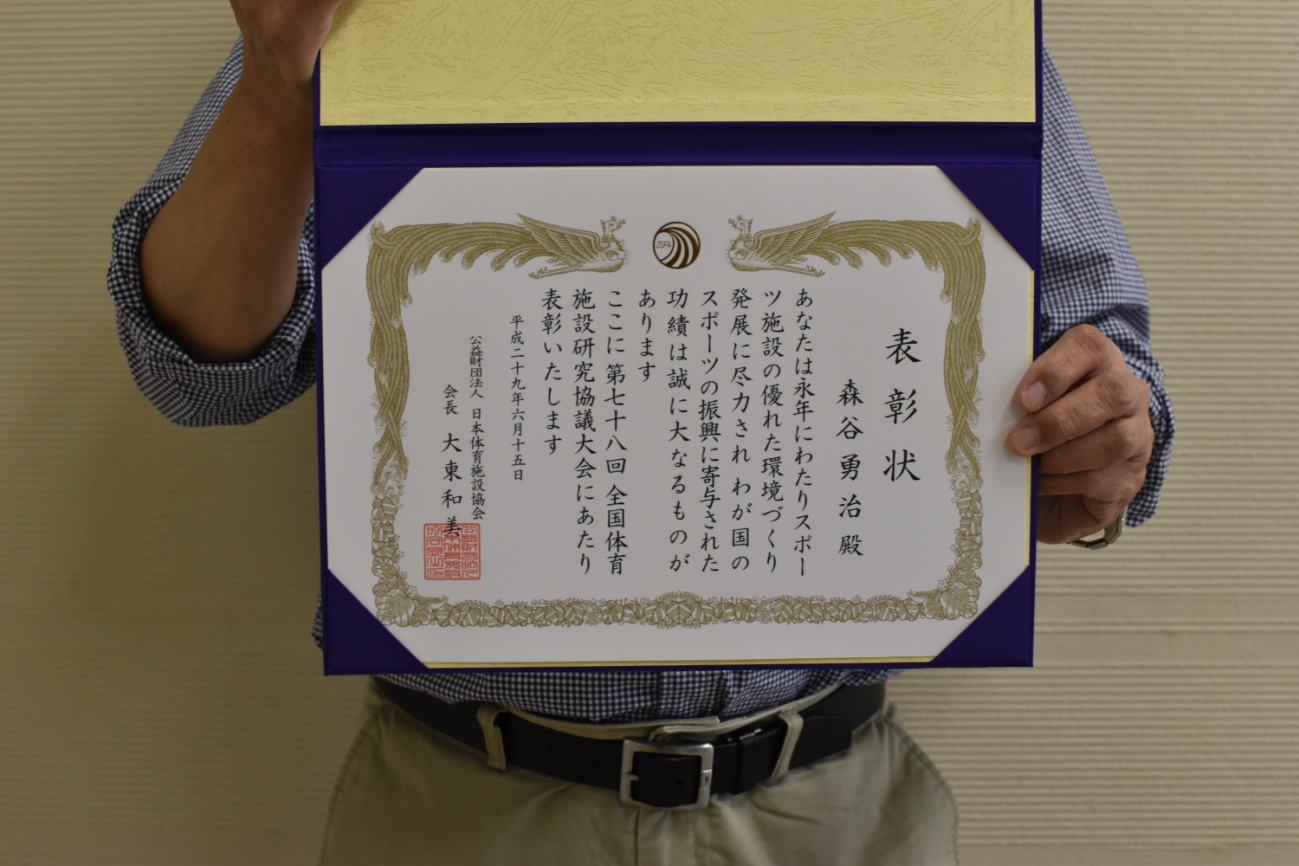 JSFA
表彰状
森谷勇治殿
あなたは永年にわたりスポー
ツ施設の優れた環境づくり
発展に尽力され わが国の
スポーツの振興に寄与された
功績は誠に大なるものが
あります
ここに第七十八回 全国体育
施設研究協議大会にあたり
表彰いたします
平成二十九年六月十五日
公益財団法人 日本体育施設協会
会長 大東和美